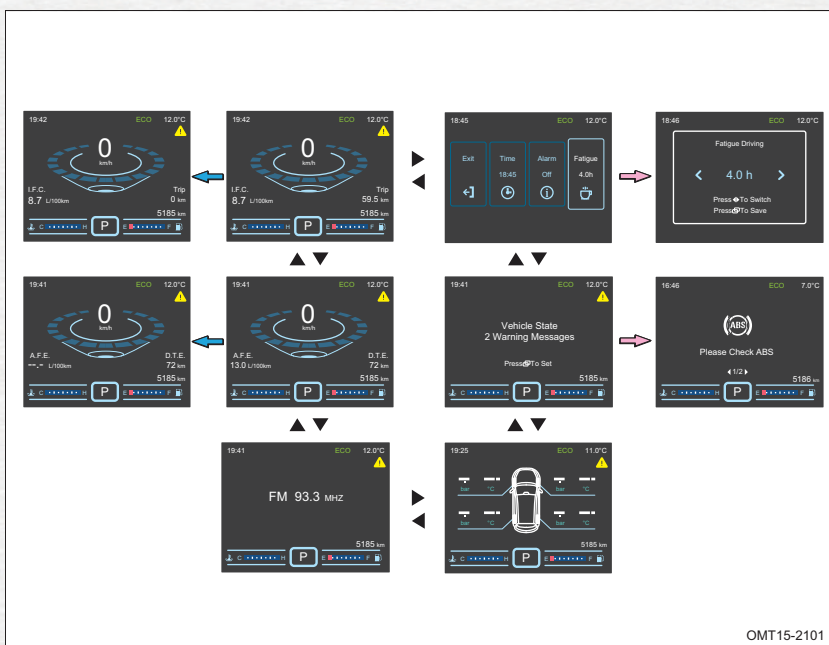 19:42 ECO 12.0°C
0
km/h
I.F.C. Trip
8.7 L/100km 0 km
5185 km
C H P E F
19:42 ECO 12.0°C
0
km/h
I.F.C. Trip
8.7 L/100km 59.5 km
5185 km
C H P E F
18:45 ECO 12.0°C
Exit Time Alarm Fatigue
18:45 Off 4.0h
18:46 ECO 12.0°C
Fatigue Driving
4.0 h
Press To Switch
Press To Save
19:41 ECO 12.0°C
0
km/h
A.F.E. D.T.E.
--.- L/100km 72 km
5185 km
C H P E F
19:41 ECO 12.0°C
0
km/h
A.F.E. D.T.E.
13.0 L/100km 72 km
5185 km
C H P E F
19:41 ECO 12.0°C
Vehicle State
2 Warning Messages
Press To Set
5185 km
C H P E F
16:46 ECO 7.0°C
ABS
Please Check ABS
1/2
5186 km
C H P E F
19:41 ECO 12.0°C
FM 93.3 MHZ
5185 km
C H P E F
19:25 ECO 11.0°C
bar °C bar °C
bar °C bar °C
5185 km
C H P E F
OMT15-2101